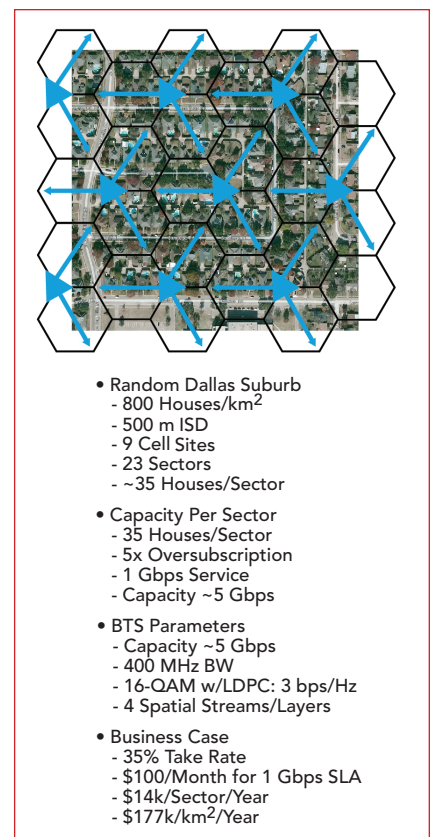 • Random Dallas Suburb
- 800 Houses/km²
- 500 m ISD
- 9 Cell Sites
- 23 Sectors
- ~35 Houses/Sector
• Capacity Per Sector
- 35 Houses/Sector
- 5x Oversubscription
- 1 Gbps Service
- Capacity ~5 Gbps
• BTS Parameters
- Capacity ~5 Gbps
- 400 MHz BW
- 16-QAM w/LDPC: 3 bps/Hz
- 4 Spatial Streams/Layers
• Business Case
- 35% Take Rate
- $100/Month for 1 Gbps SLA
- $14k/Sector/Year
- $177k/km²/Year